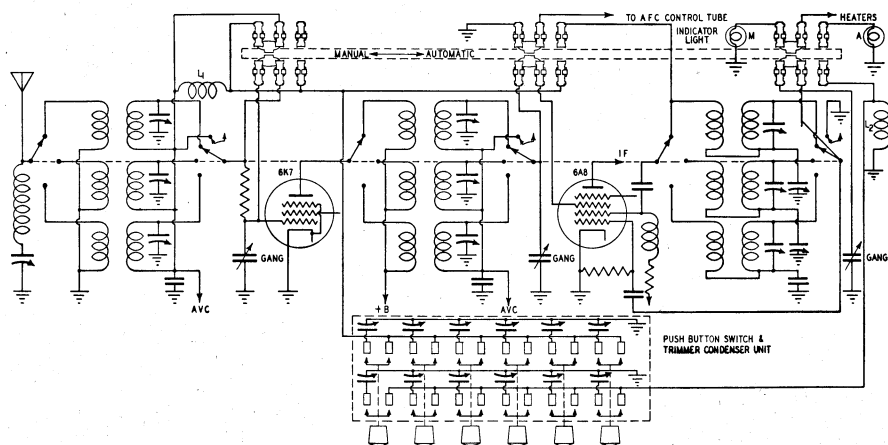 TO AFC CONTROL TUBE
INDICATOR
LIGHT
M
HEATERS
A
MANUAL
AUTOMATIC
L1
L2
6K7
6A8
IF
GANG
GANG
GANG
AVC
+B
AVC
PUSH BUTTON SWITCH &
TRIMMER CONDENSER UNIT